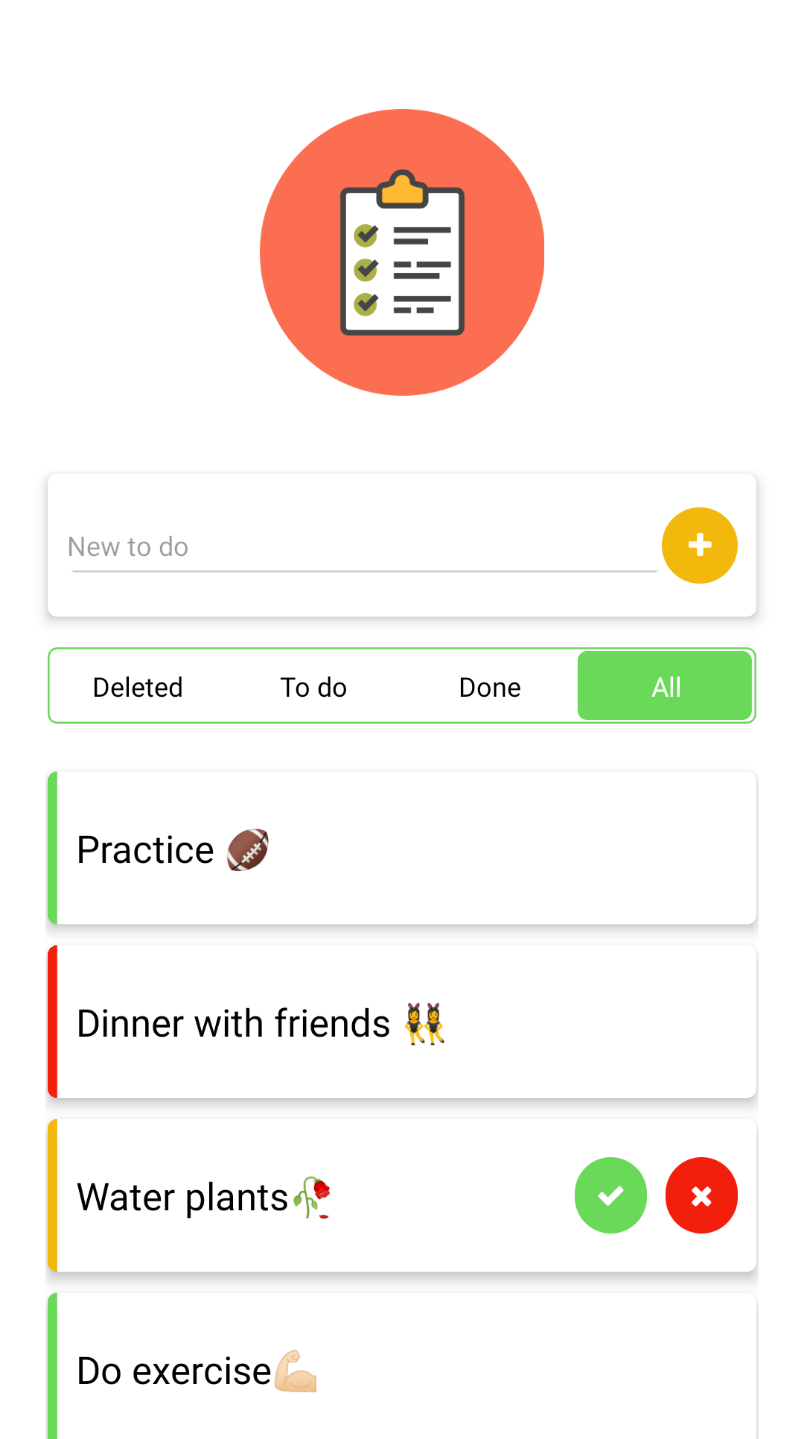 New to do
Deleted To do Done All
Practice 🏈
Dinner with friends 👯
Water plants🥀
Do exercise💪🏻